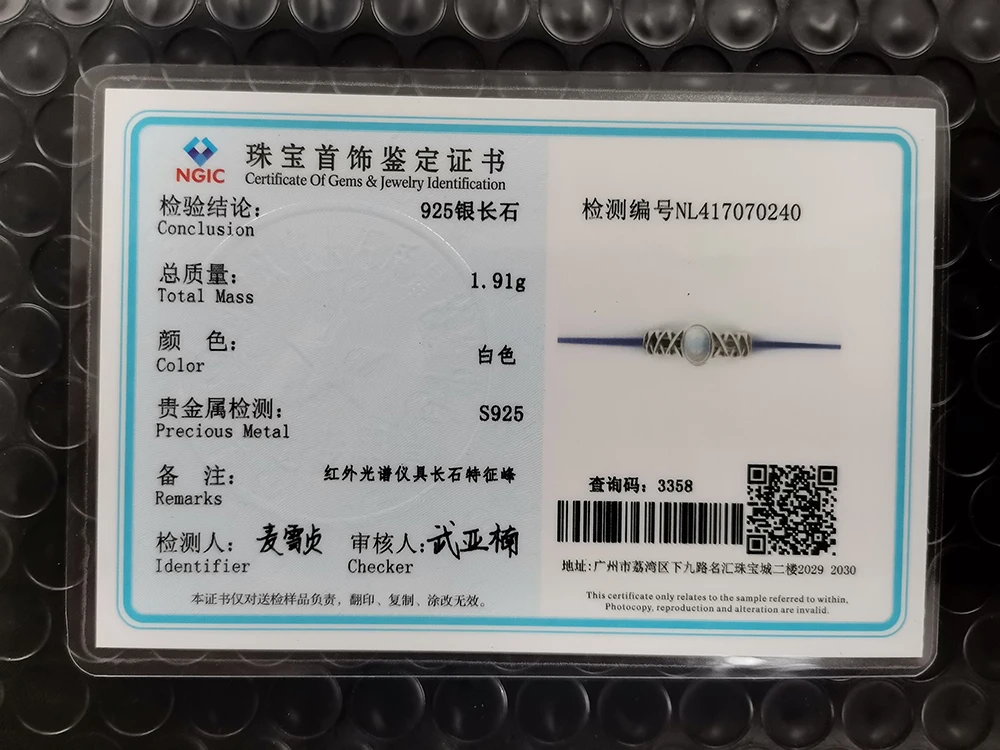 NGIC
珠宝首饰鉴定证书
Certificate Of Gems & Jewelry Identification
检验结论: 925银长石
Conclusion
总质量: 1.91g
Total Mass
颜 色: 白色
Color
贵金属检测: S925
Precious Metal
备 注: 红外光谱仪具长石特征峰
Remarks
检测人: 麦雪贞 审核人: 武亚楠
Identifier Checker
本证书仅对送检样品负责，翻印、复制、涂改无效。
检测编号NL417070240
查询码: 3358
地址:广州市荔湾区下九路名汇珠宝城二楼2029 2030
This certificate only relates to the sample referred to within,
Photocopy, reproduction and alteration are invalid.